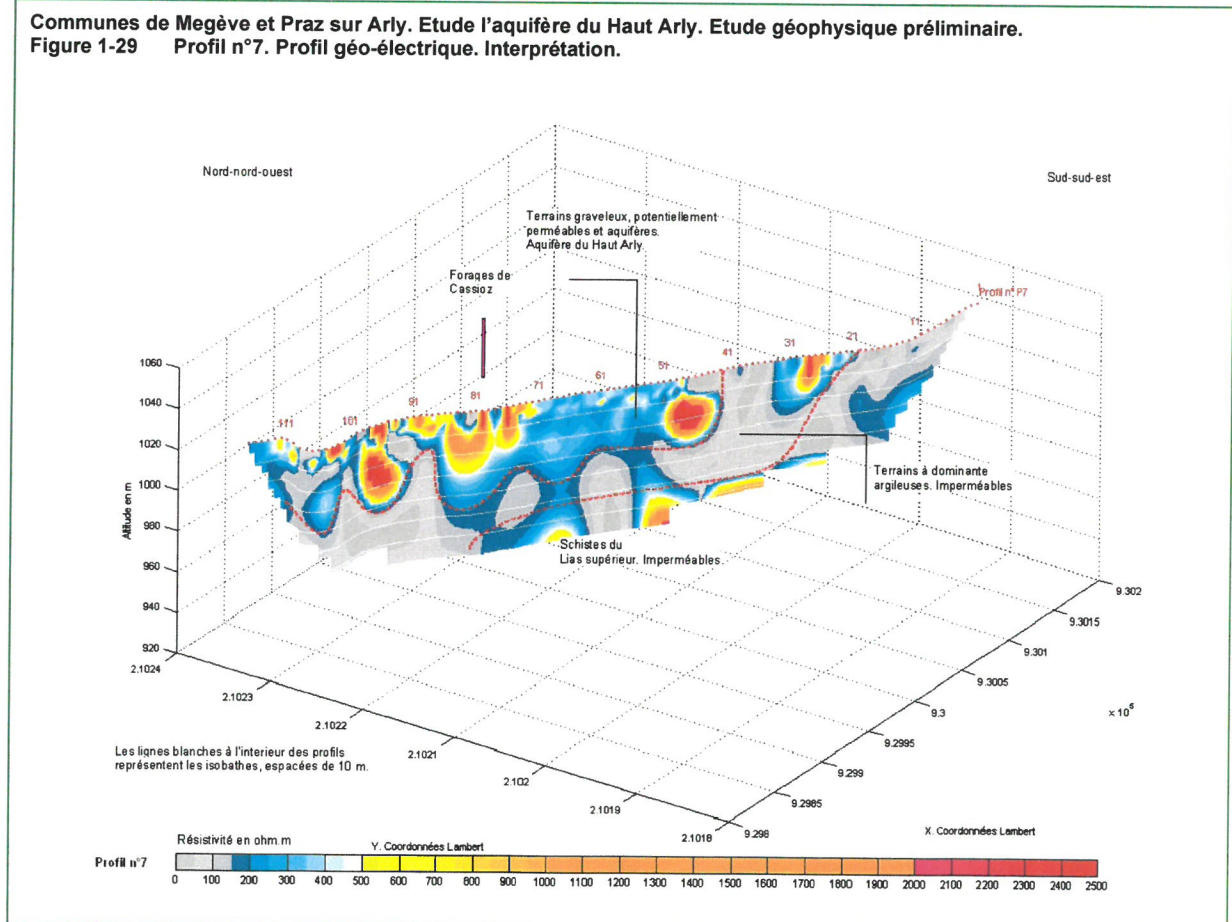 Communes de Megève et Praz sur Arly. Etude l'aquifère du Haut Arly. Etude géophysique préliminaire.
Figure 1-29 Profil n°7. Profil géo-électrique. Interprétation.
Nord-nord-ouest
Sud-sud-est
Terrains graveleux, potentiellement
perméables et aquifères.
Aquifère du Haut Arly.
Forages de
Cassioz
Profil n° P7
11
21
31
41
51
61
71
81
91
101
111
1060
1040
1020
1000
980
960
940
920
Altitude en m
Terrains à dominante
argileuses. Imperméables
Schistes du
Lias supérieur. Imperméables.
2.1024
2.1023
2.1022
2.1021
2.102
2.1019
2.1018
9.302
9.3015
9.301
9.3005
9.3
9.2995
9.299
9.2985
9.298
x 10
Les lignes blanches à l'interieur des profils
représentent les isobathes, espacées de 10 m.
Résistivité en ohm.m
Y. Coordonnées Lambert
X. Coordonnées Lambert
Profil n°7
0 100 200 300 400 500 600 700 800 900 1000 1100 1200 1300 1400 1500 1600 1700 1800 1900 2000 2100 2200 2300 2400 2500